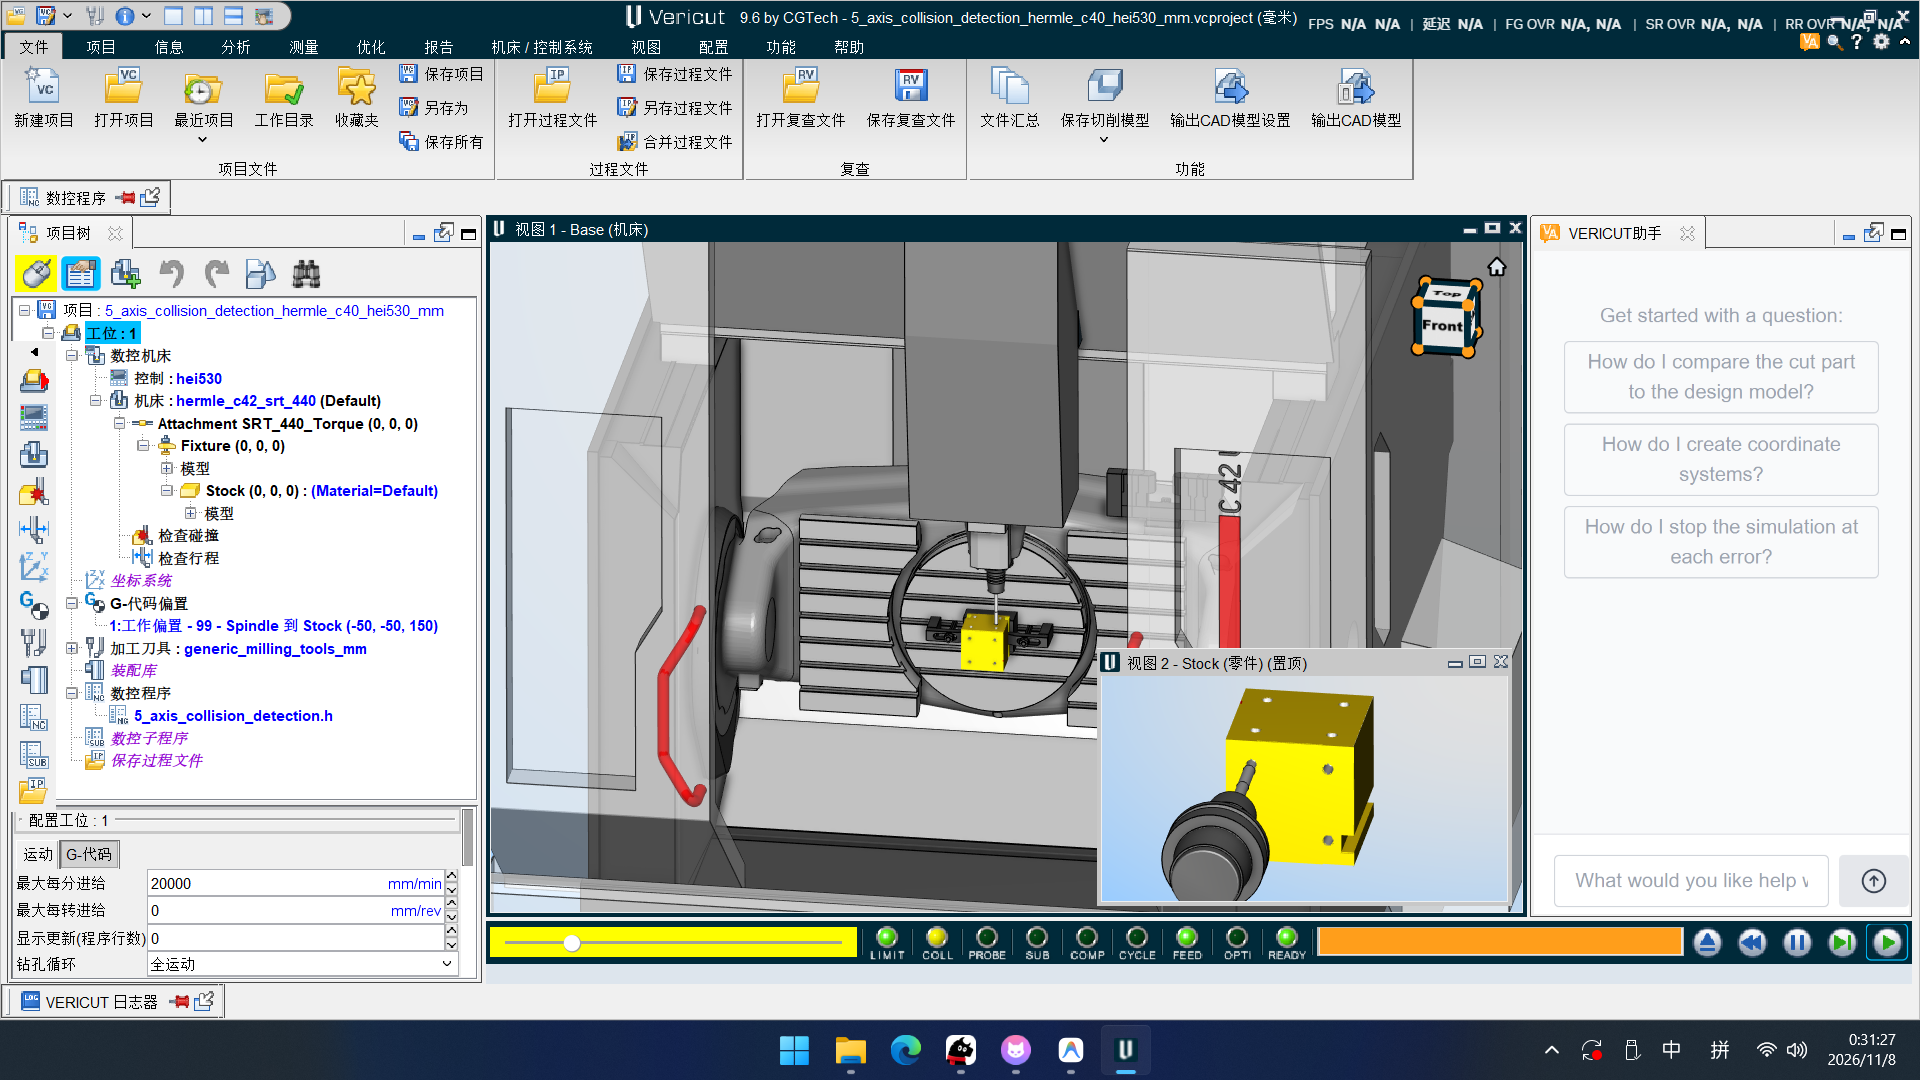 Vericut 9.6 by CGTech - 5_axis_collision_detection_hermle_c40_hei530_mm.vcproject (毫米)
FPS N/A N/A | 延迟 N/A | FG OVR N/A, N/A | SR OVR N/A, N/A | RR OVR N/A, N/A
文件 项目 信息 分析 测量 优化 报告 机床 / 控制系统 视图 配置 功能 帮助
新建项目 打开项目 最近项目 工作目录 收藏夹
保存项目
另存为
保存所有
项目文件
打开过程文件
保存过程文件
另存过程文件
合并过程文件
过程文件
打开复查文件 保存复查文件
复查
文件汇总 保存切削模型 输出CAD模型设置 输出CAD模型
功能
数控程序
项目树
项目 : 5_axis_collision_detection_hermle_c40_hei530_mm
工位 : 1
数控机床
控制 : hei530
机床 : hermle_c42_srt_440 (Default)
Attachment SRT_440_Torque (0, 0, 0)
Fixture (0, 0, 0)
模型
Stock (0, 0, 0) : (Material=Default)
模型
检查碰撞
检查行程
坐标系统
G-代码偏置
1:工作偏置 - 99 - Spindle 到 Stock (-50, -50, 150)
加工刀具 : generic_milling_tools_mm
装配库
数控程序
5_axis_collision_detection.h
数控子程序
保存过程文件
配置工位 : 1
运动 G-代码
最大每分进给 20000 mm/min
最大每转进给 0 mm/rev
显示更新(程序行数) 0
钻孔循环 全运动
VERICUT 日志器
视图 1 - Base (机床)
Top
Front
C 42 U
视图 2 - Stock (零件) (置顶)
LIMIT COLL PROBE SUB COMP CYCLE FEED OPTI READY
VERICUT助手
Get started with a question:
How do I compare the cut part
to the design model?
How do I create coordinate
systems?
How do I stop the simulation at
each error?
What would you like help v
中 拼
0:31:27
2026/11/8